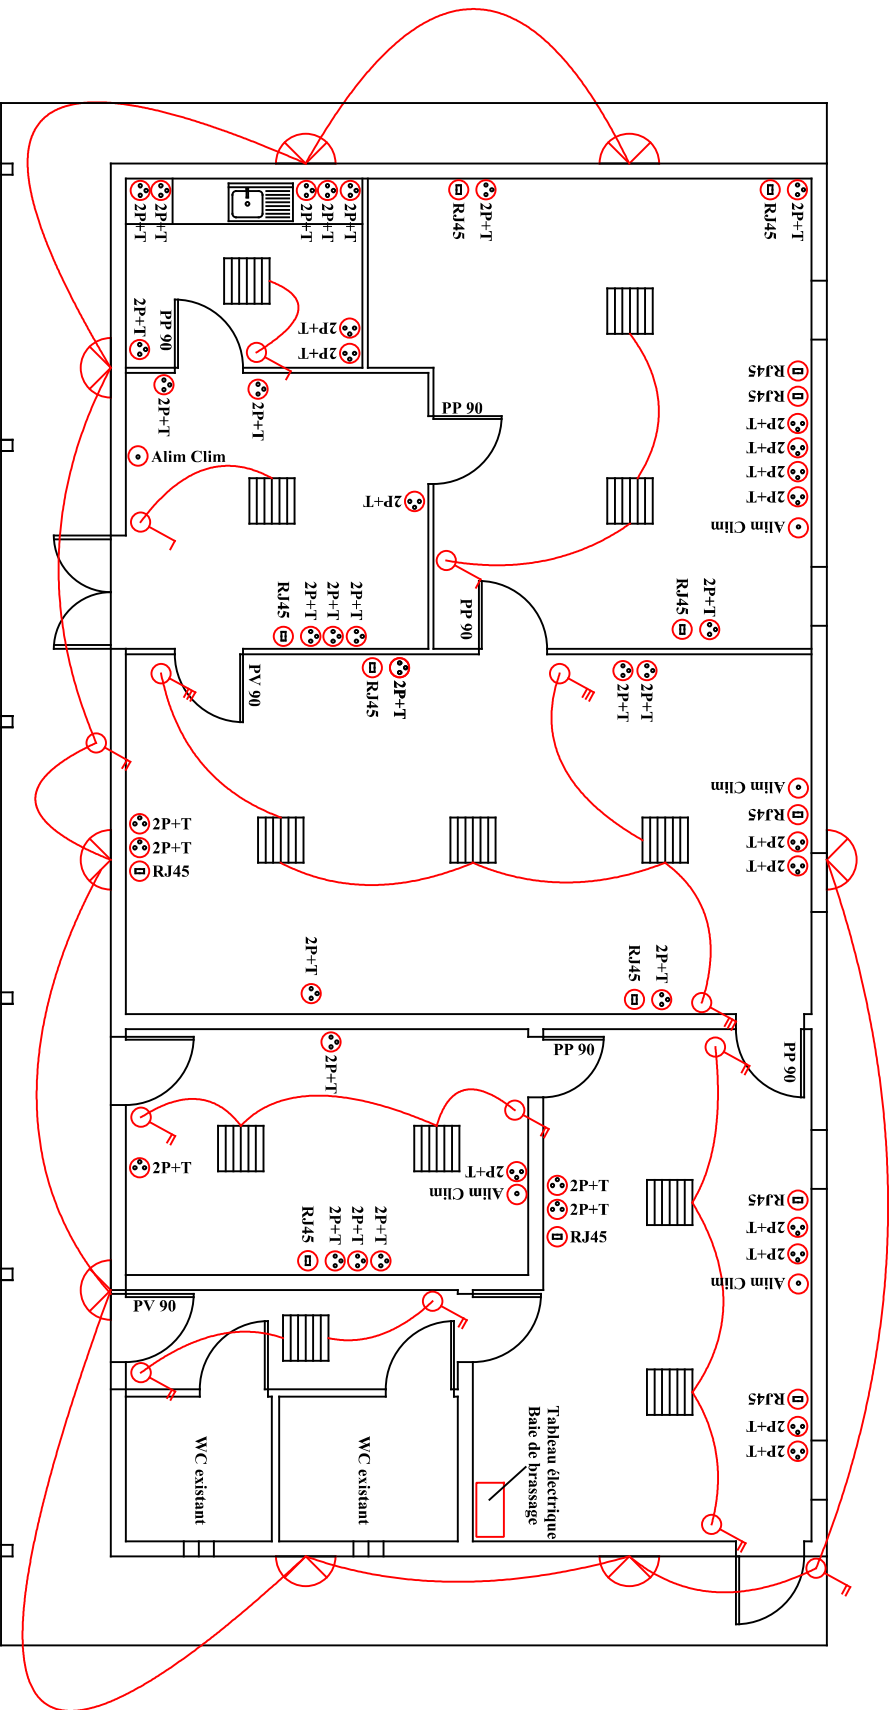 2P+T
2P+T
2P+T
2P+T
2P+T
RJ45
2P+T
RJ45
2P+T
2P+T
PP 90
2P+T
2P+T
RJ45
RJ45
2P+T
2P+T
2P+T
2P+T
Alim Clim
2P+T
2P+T
PP 90
Alim Clim
2P+T
RJ45
2P+T
2P+T
2P+T
PP 90
RJ45
2P+T
PV 90
RJ45
2P+T
2P+T
2P+T
Alim Clim
RJ45
2P+T
2P+T
2P+T
2P+T
RJ45
2P+T
RJ45
2P+T
2P+T
PP 90
PP 90
2P+T
2P+T
Alim Clim
2P+T
2P+T
RJ45
RJ45
2P+T
2P+T
Alim Clim
RJ45
2P+T
2P+T
2P+T
PV 90
RJ45
2P+T
2P+T
WC existant
WC existant
Tableau électrique
Baie de brassage